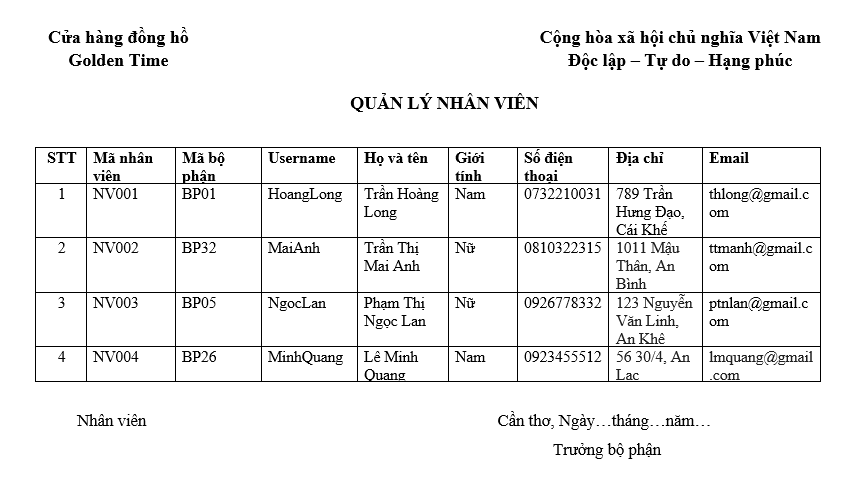 Cửa hàng đồng hồ
Golden Time
Cộng hòa xã hội chủ nghĩa Việt Nam
Độc lập – Tự do – Hạng phúc
QUẢN LÝ NHÂN VIÊN
STT Mã nhân viên Mã bộ phận Username Họ và tên Giới tính Số điện thoại Địa chỉ Email
1 NV001 BP01 HoangLong Trần Hoàng Long Nam 0732210031 789 Trần Hưng Đạo, Cái Khế thlong@gmail.com
2 NV002 BP32 MaiAnh Trần Thị Mai Anh Nữ 0810322315 1011 Mậu Thân, An Bình ttmanh@gmail.com
3 NV003 BP05 NgocLan Phạm Thị Ngọc Lan Nữ 0926778332 123 Nguyễn Văn Linh, An Khê ptnlan@gmail.com
4 NV004 BP26 MinhQuang Lê Minh Quang Nam 0923455512 56 30/4, An Lạc lmquang@gmail.com
Nhân viên
Cần thơ, Ngày…tháng…năm…
Trưởng bộ phận